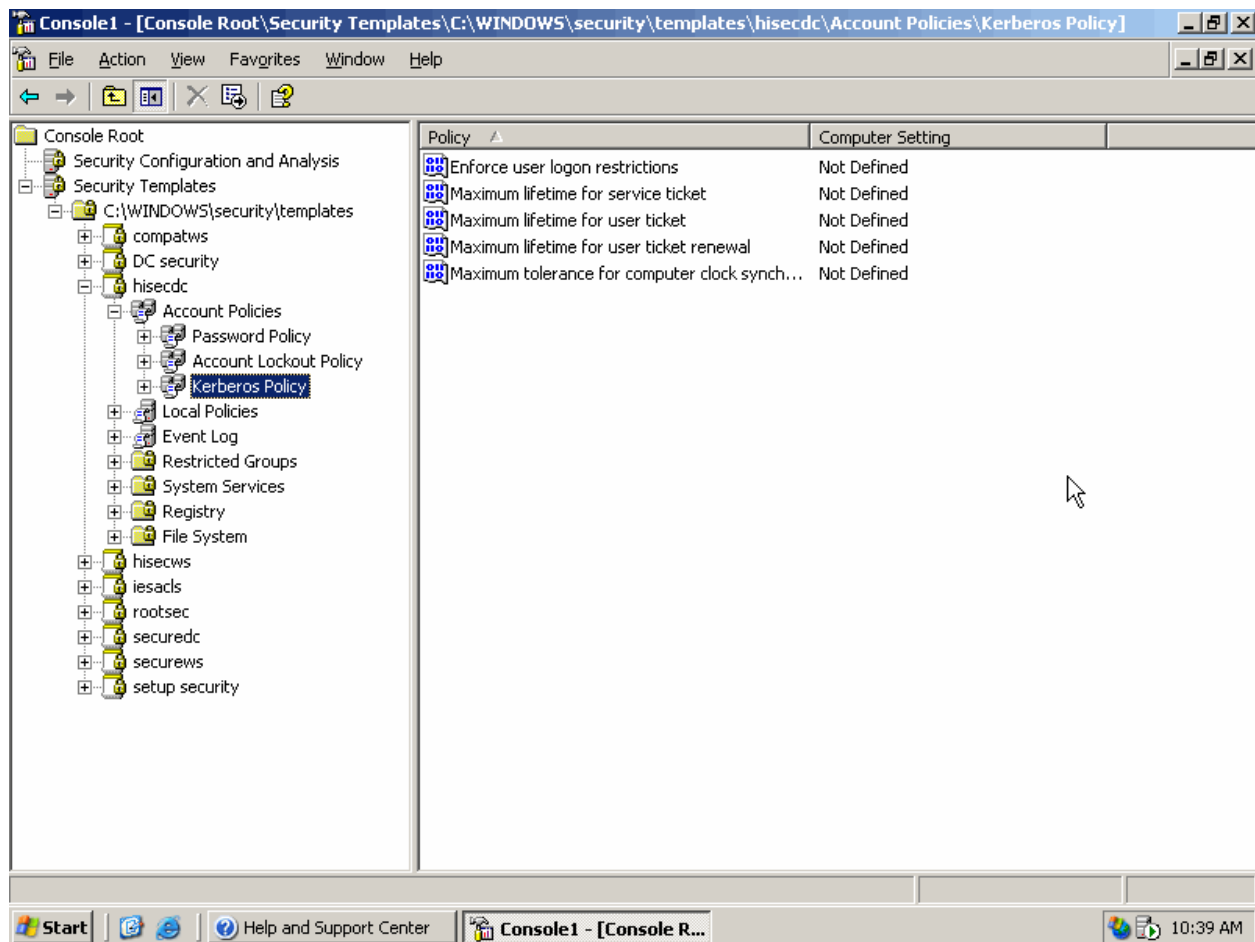 Console1 - [Console Root\Security Templates\C:\WINDOWS\security\templates\hisecdc\Account Policies\Kerberos Policy]
File Action View Favorites Window Help
Console Root
Security Configuration and Analysis
Security Templates
C:\WINDOWS\security\templates
compatws
DC security
hisecdc
Account Policies
Password Policy
Account Lockout Policy
Kerberos Policy
Local Policies
Event Log
Restricted Groups
System Services
Registry
File System
hisecws
iesacls
rootsec
securedc
securews
setup security
Policy Computer Setting
Enforce user logon restrictions Not Defined
Maximum lifetime for service ticket Not Defined
Maximum lifetime for user ticket Not Defined
Maximum lifetime for user ticket renewal Not Defined
Maximum tolerance for computer clock synch... Not Defined
Start Help and Support Center Console1 - [Console R... 10:39 AM